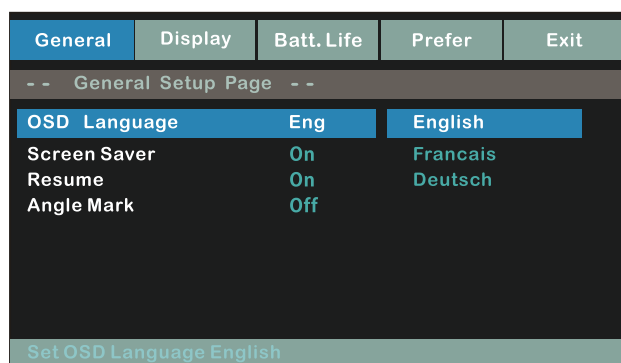 General Display Batt. Life Prefer Exit
-- General Setup Page --
OSD Language Eng English
Screen Saver On Francais
Resume On Deutsch
Angle Mark Off
Set OSD Language English